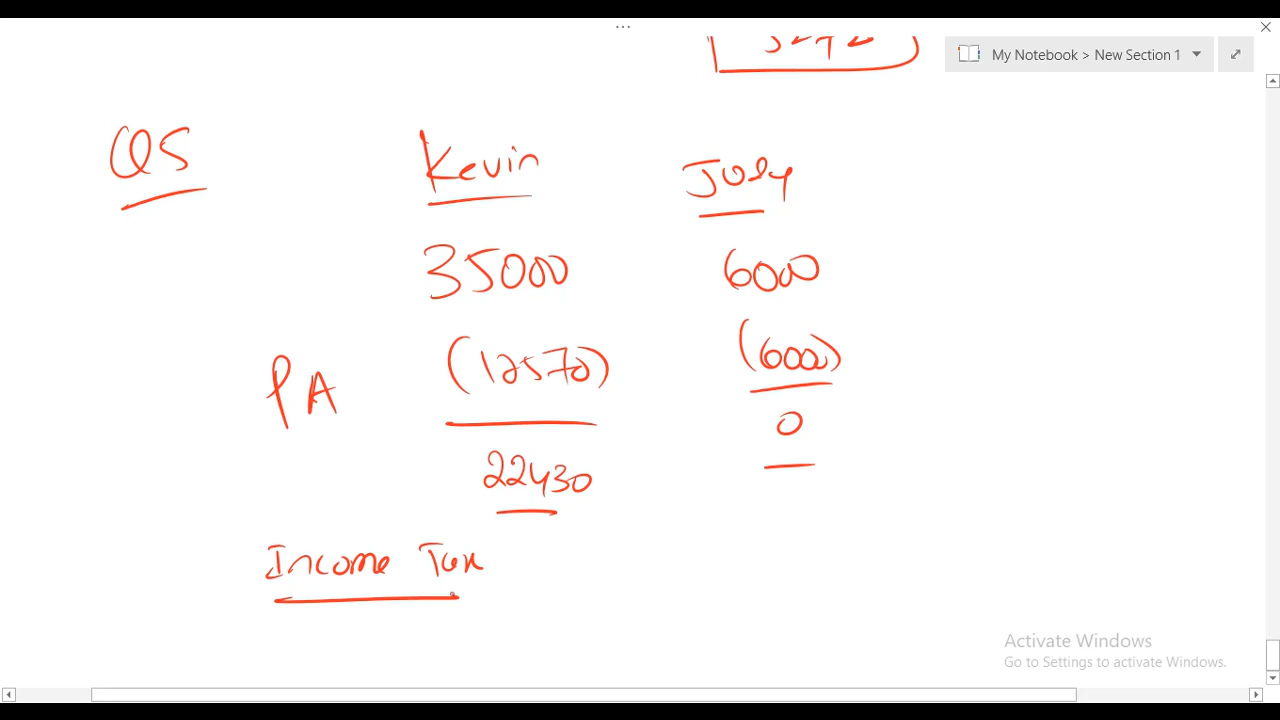 My Notebook > New Section 1
Q5 Kevin Judy
35000 6000
PA (12570) (6000)
22430 0
Income Tax
Activate Windows
Go to Settings to activate Windows.